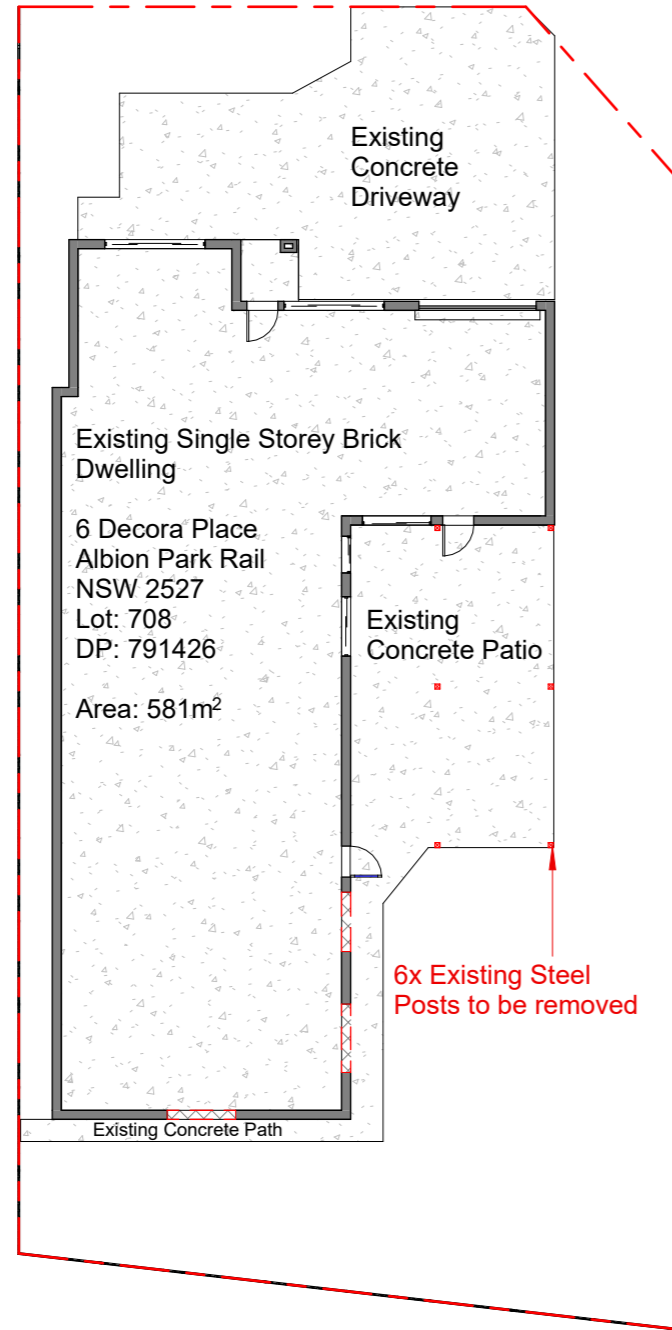 Existing
Concrete
Driveway
Existing Single Storey Brick
Dwelling
6 Decora Place
Albion Park Rail
NSW 2527
Lot: 708
DP: 791426
Area: 581m²
Existing
Concrete Patio
6x Existing Steel
Posts to be removed
Existing Concrete Path